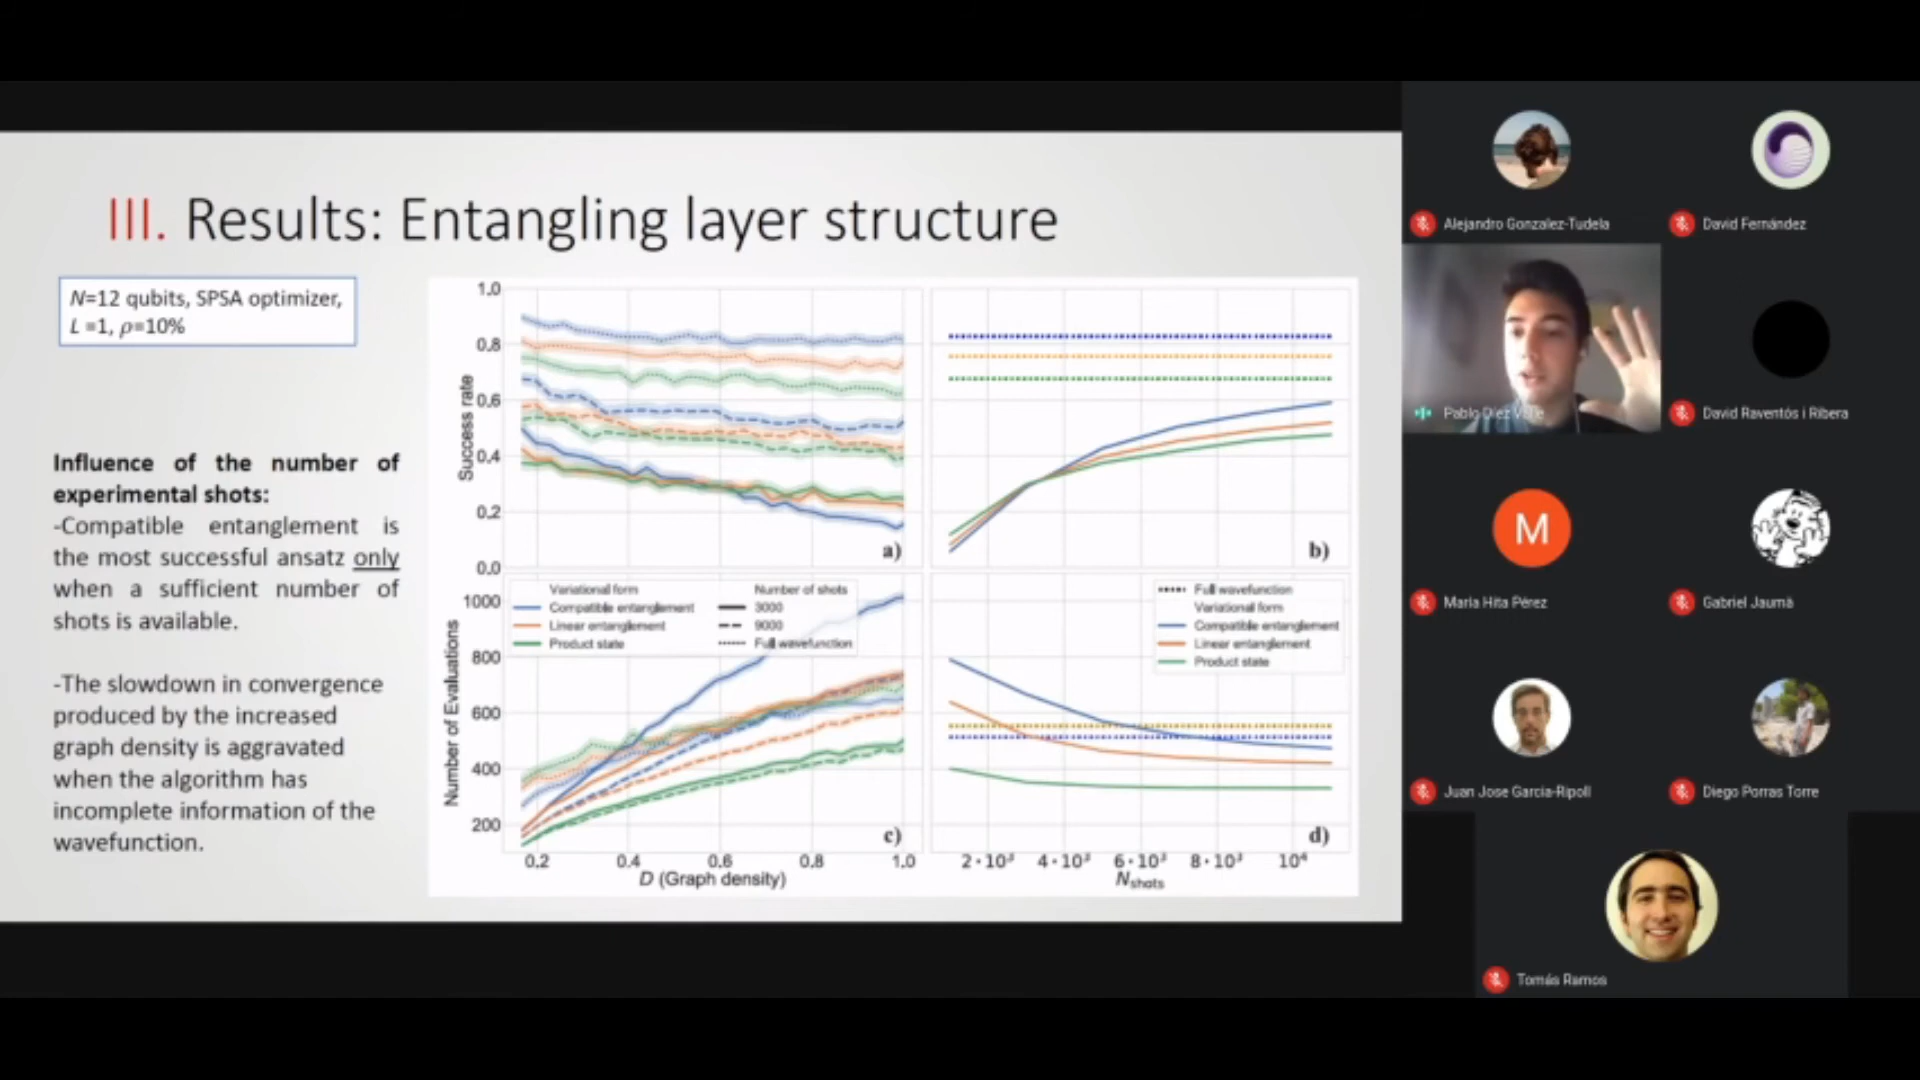 III. Results: Entangling layer structure
N=12 qubits, SPSA optimizer,
L =1, ρ=10%
Influence of the number of
experimental shots:
-Compatible entanglement is
the most successful ansatz only
when a sufficient number of
shots is available.
-The slowdown in convergence
produced by the increased
graph density is aggravated
when the algorithm has
incomplete information of the
wavefunction.
Success rate
1.0
0.8
0.6
0.4
0.2
0.0
a)
b)
Number of Evaluations
1000
800
600
400
200
Variational form
Compatible entanglement
Linear entanglement
Product state
Number of shots
3000
9000
Full wavefunction
c)
Full wavefunction
Variational form
Compatible entanglement
Linear entanglement
Product state
d)
0.2 0.4 0.6 0.8 1.0
D (Graph density)
2·10³ 4·10³ 6·10³ 8·10³ 10⁴
Nshots
Alejandro Gonzalez-Tudela
David Fernández
Pablo Díez Valle
David Raventós i Ribera
M
María Hita Pérez
Gabriel Jaumà
Juan Jose García-Ripoll
Diego Porras Torre
Tomás Ramos